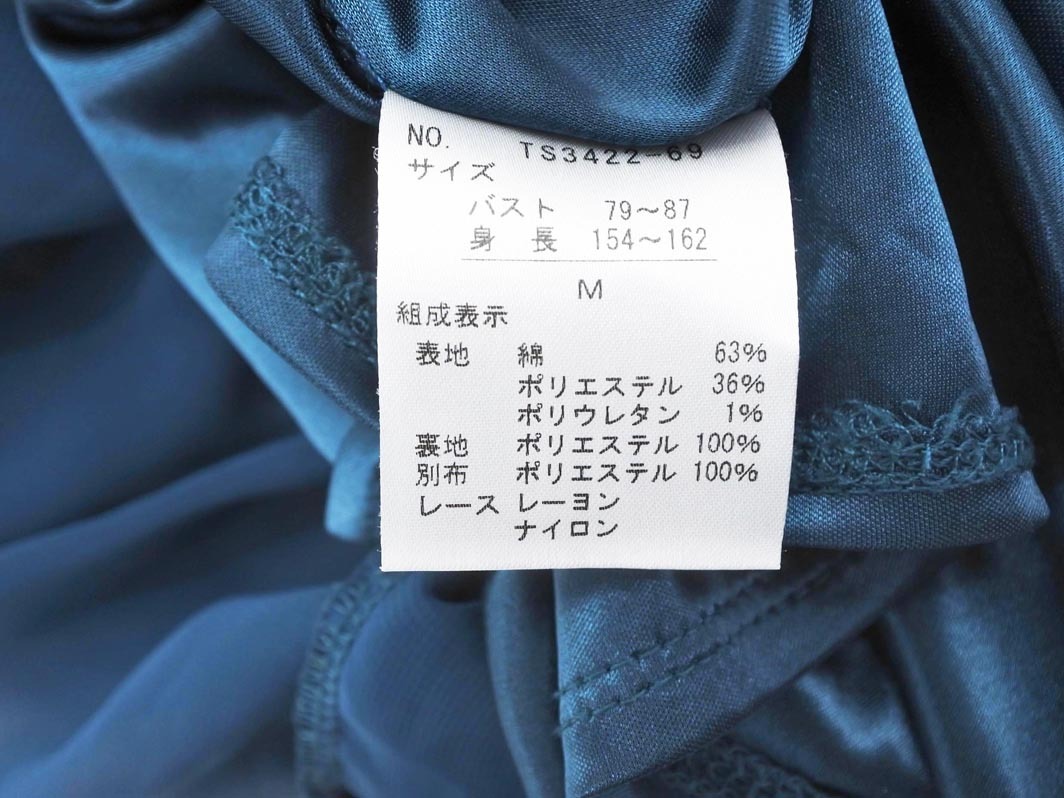 NO. TS3422-69
サイズ
バスト 79～87
身長 154～162
M
組成表示
表地 綿 63%
ポリエステル 36%
ポリウレタン 1%
裏地 ポリエステル 100%
別布 ポリエステル 100%
レース レーヨン
ナイロン